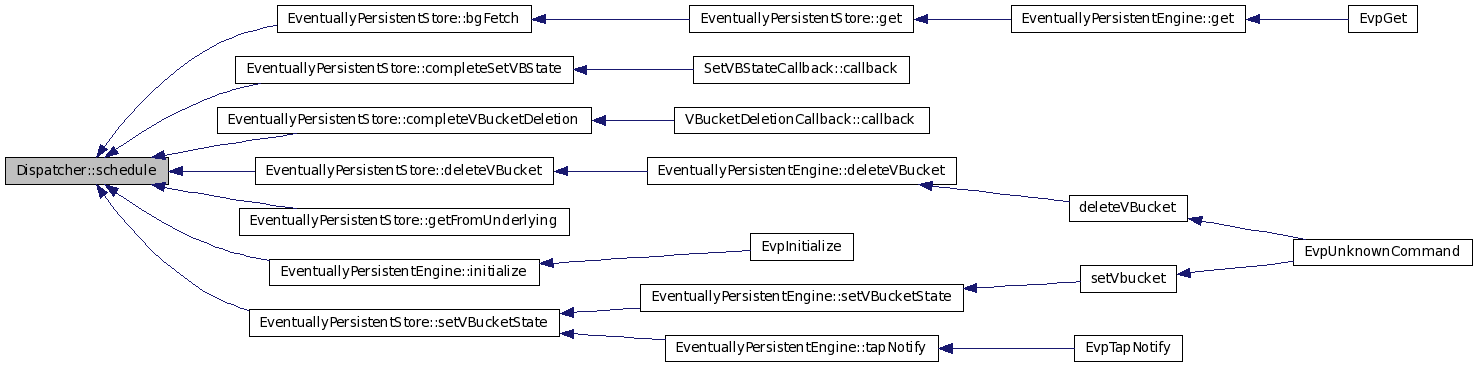 EventuallyPersistentStore::bgFetch
EventuallyPersistentStore::get
EventuallyPersistentEngine::get
EvpGet
EventuallyPersistentStore::completeSetVBState
SetVBStateCallback::callback
EventuallyPersistentStore::completeVBucketDeletion
VBucketDeletionCallback::callback
Dispatcher::schedule
EventuallyPersistentStore::deleteVBucket
EventuallyPersistentEngine::deleteVBucket
deleteVBucket
EventuallyPersistentStore::getFromUnderlying
EvpUnknownCommand
EvpInitialize
EventuallyPersistentEngine::initialize
setVbucket
EventuallyPersistentEngine::setVBucketState
EventuallyPersistentStore::setVBucketState
EventuallyPersistentEngine::tapNotify
EvpTapNotify